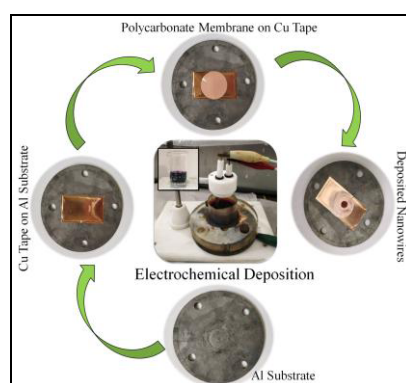 Polycarbonate Membrane on Cu Tape
Cu Tape on Al Substrate
Deposited Nanowires
Electrochemical Deposition
Al Substrate